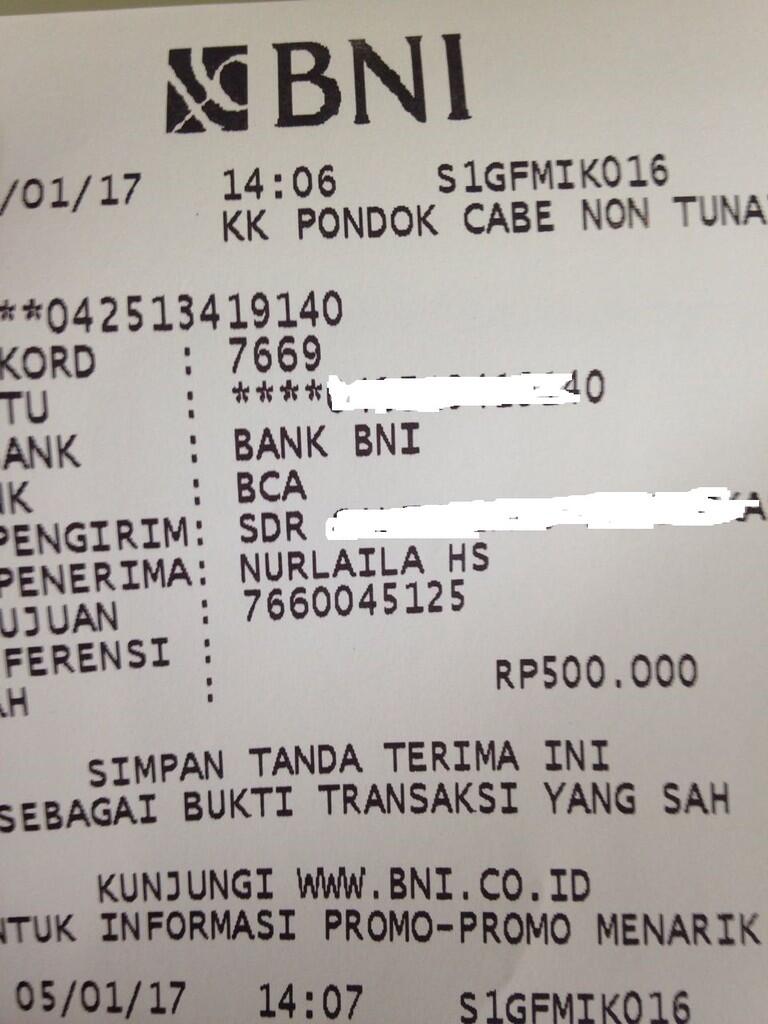 BNI
/01/17 14:06 S1GFMIK016
KK PONDOK CABE NON TUNA
**042513419140
KORD : 7669
TU : **** 40
ANK : BANK BNI
IK : BCA
PENGIRIM: SDR KA
PENERIMA: NURLAILA HS
UJUAN : 7660045125
FERENSI :
AH : RP500.000
SIMPAN TANDA TERIMA INI
SEBAGAI BUKTI TRANSAKSI YANG SAH
KUNJUNGI WWW.BNI.CO.ID
NTUK INFORMASI PROMO-PROMO MENARIK
05/01/17 14:07 S1GFMIK016